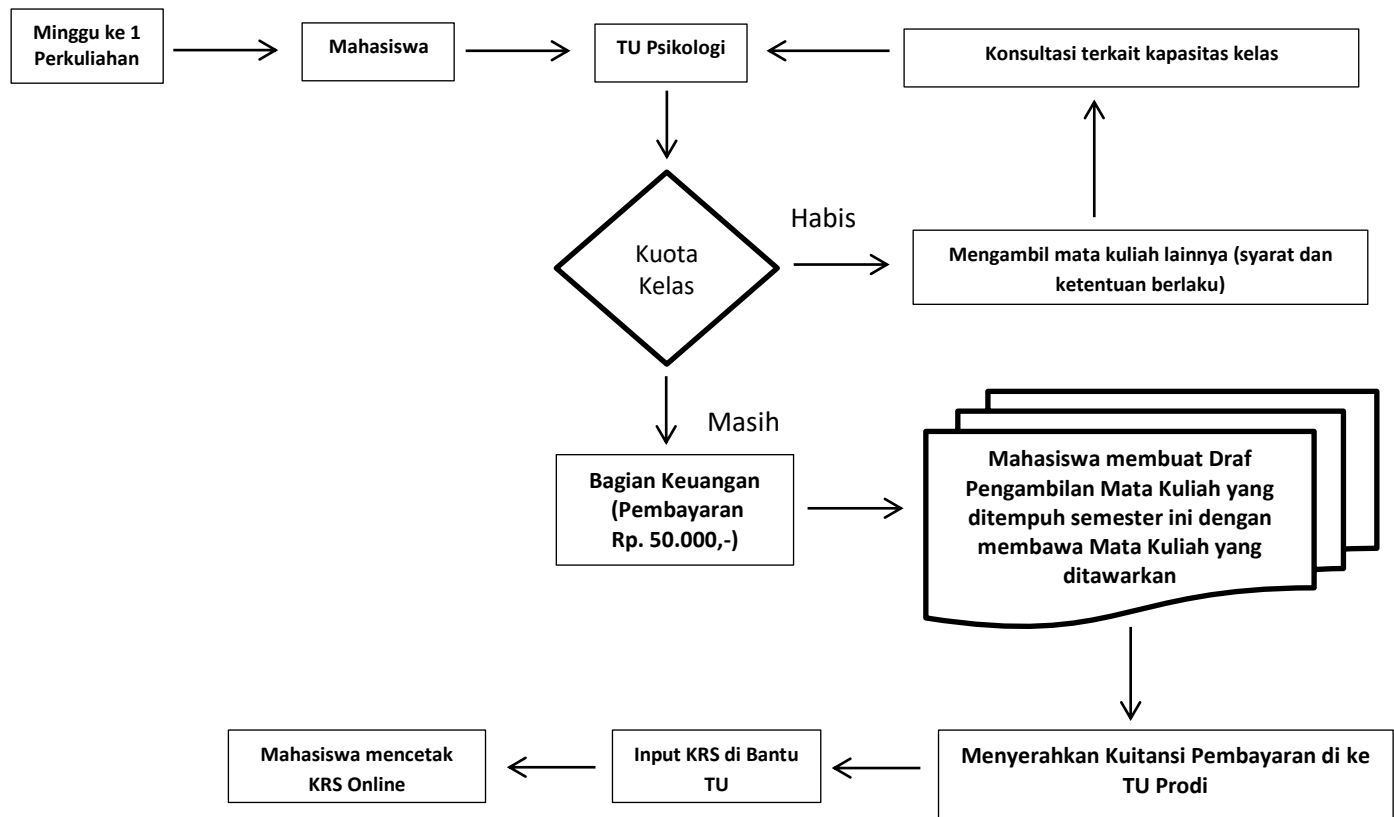 Minggu ke 1
Perkuliahan
Mahasiswa
TU Psikologi
Konsultasi terkait kapasitas kelas
Kuota
Kelas
Habis
Mengambil mata kuliah lainnya (syarat dan
ketentuan berlaku)
Masih
Bagian Keuangan
(Pembayaran
Rp. 50.000,-)
Mahasiswa membuat Draf
Pengambilan Mata Kuliah yang
ditempuh semester ini dengan
membawa Mata Kuliah yang
ditawarkan
Mahasiswa mencetak
KRS Online
Input KRS di Bantu
TU
Menyerahkan Kuitansi Pembayaran di ke
TU Prodi